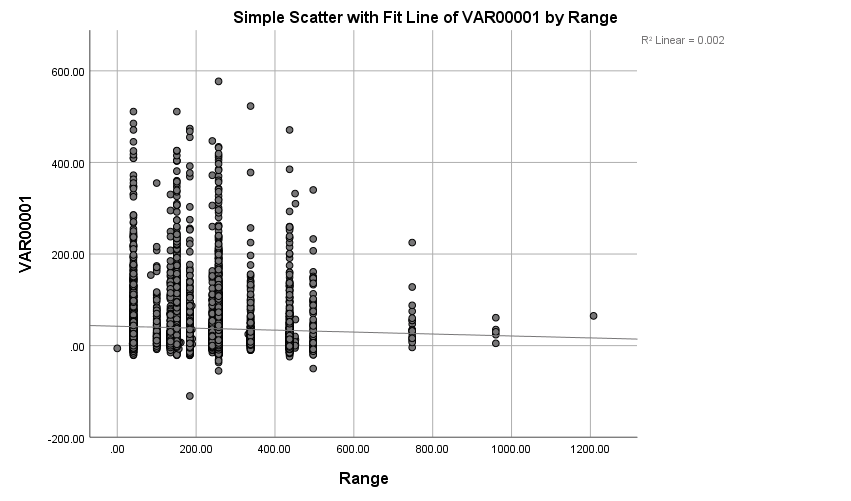 Simple Scatter with Fit Line of VAR00001 by Range
R² Linear = 0.002
600.00
400.00
200.00
.00
-200.00
VAR00001
.00 200.00 400.00 600.00 800.00 1000.00 1200.00
Range